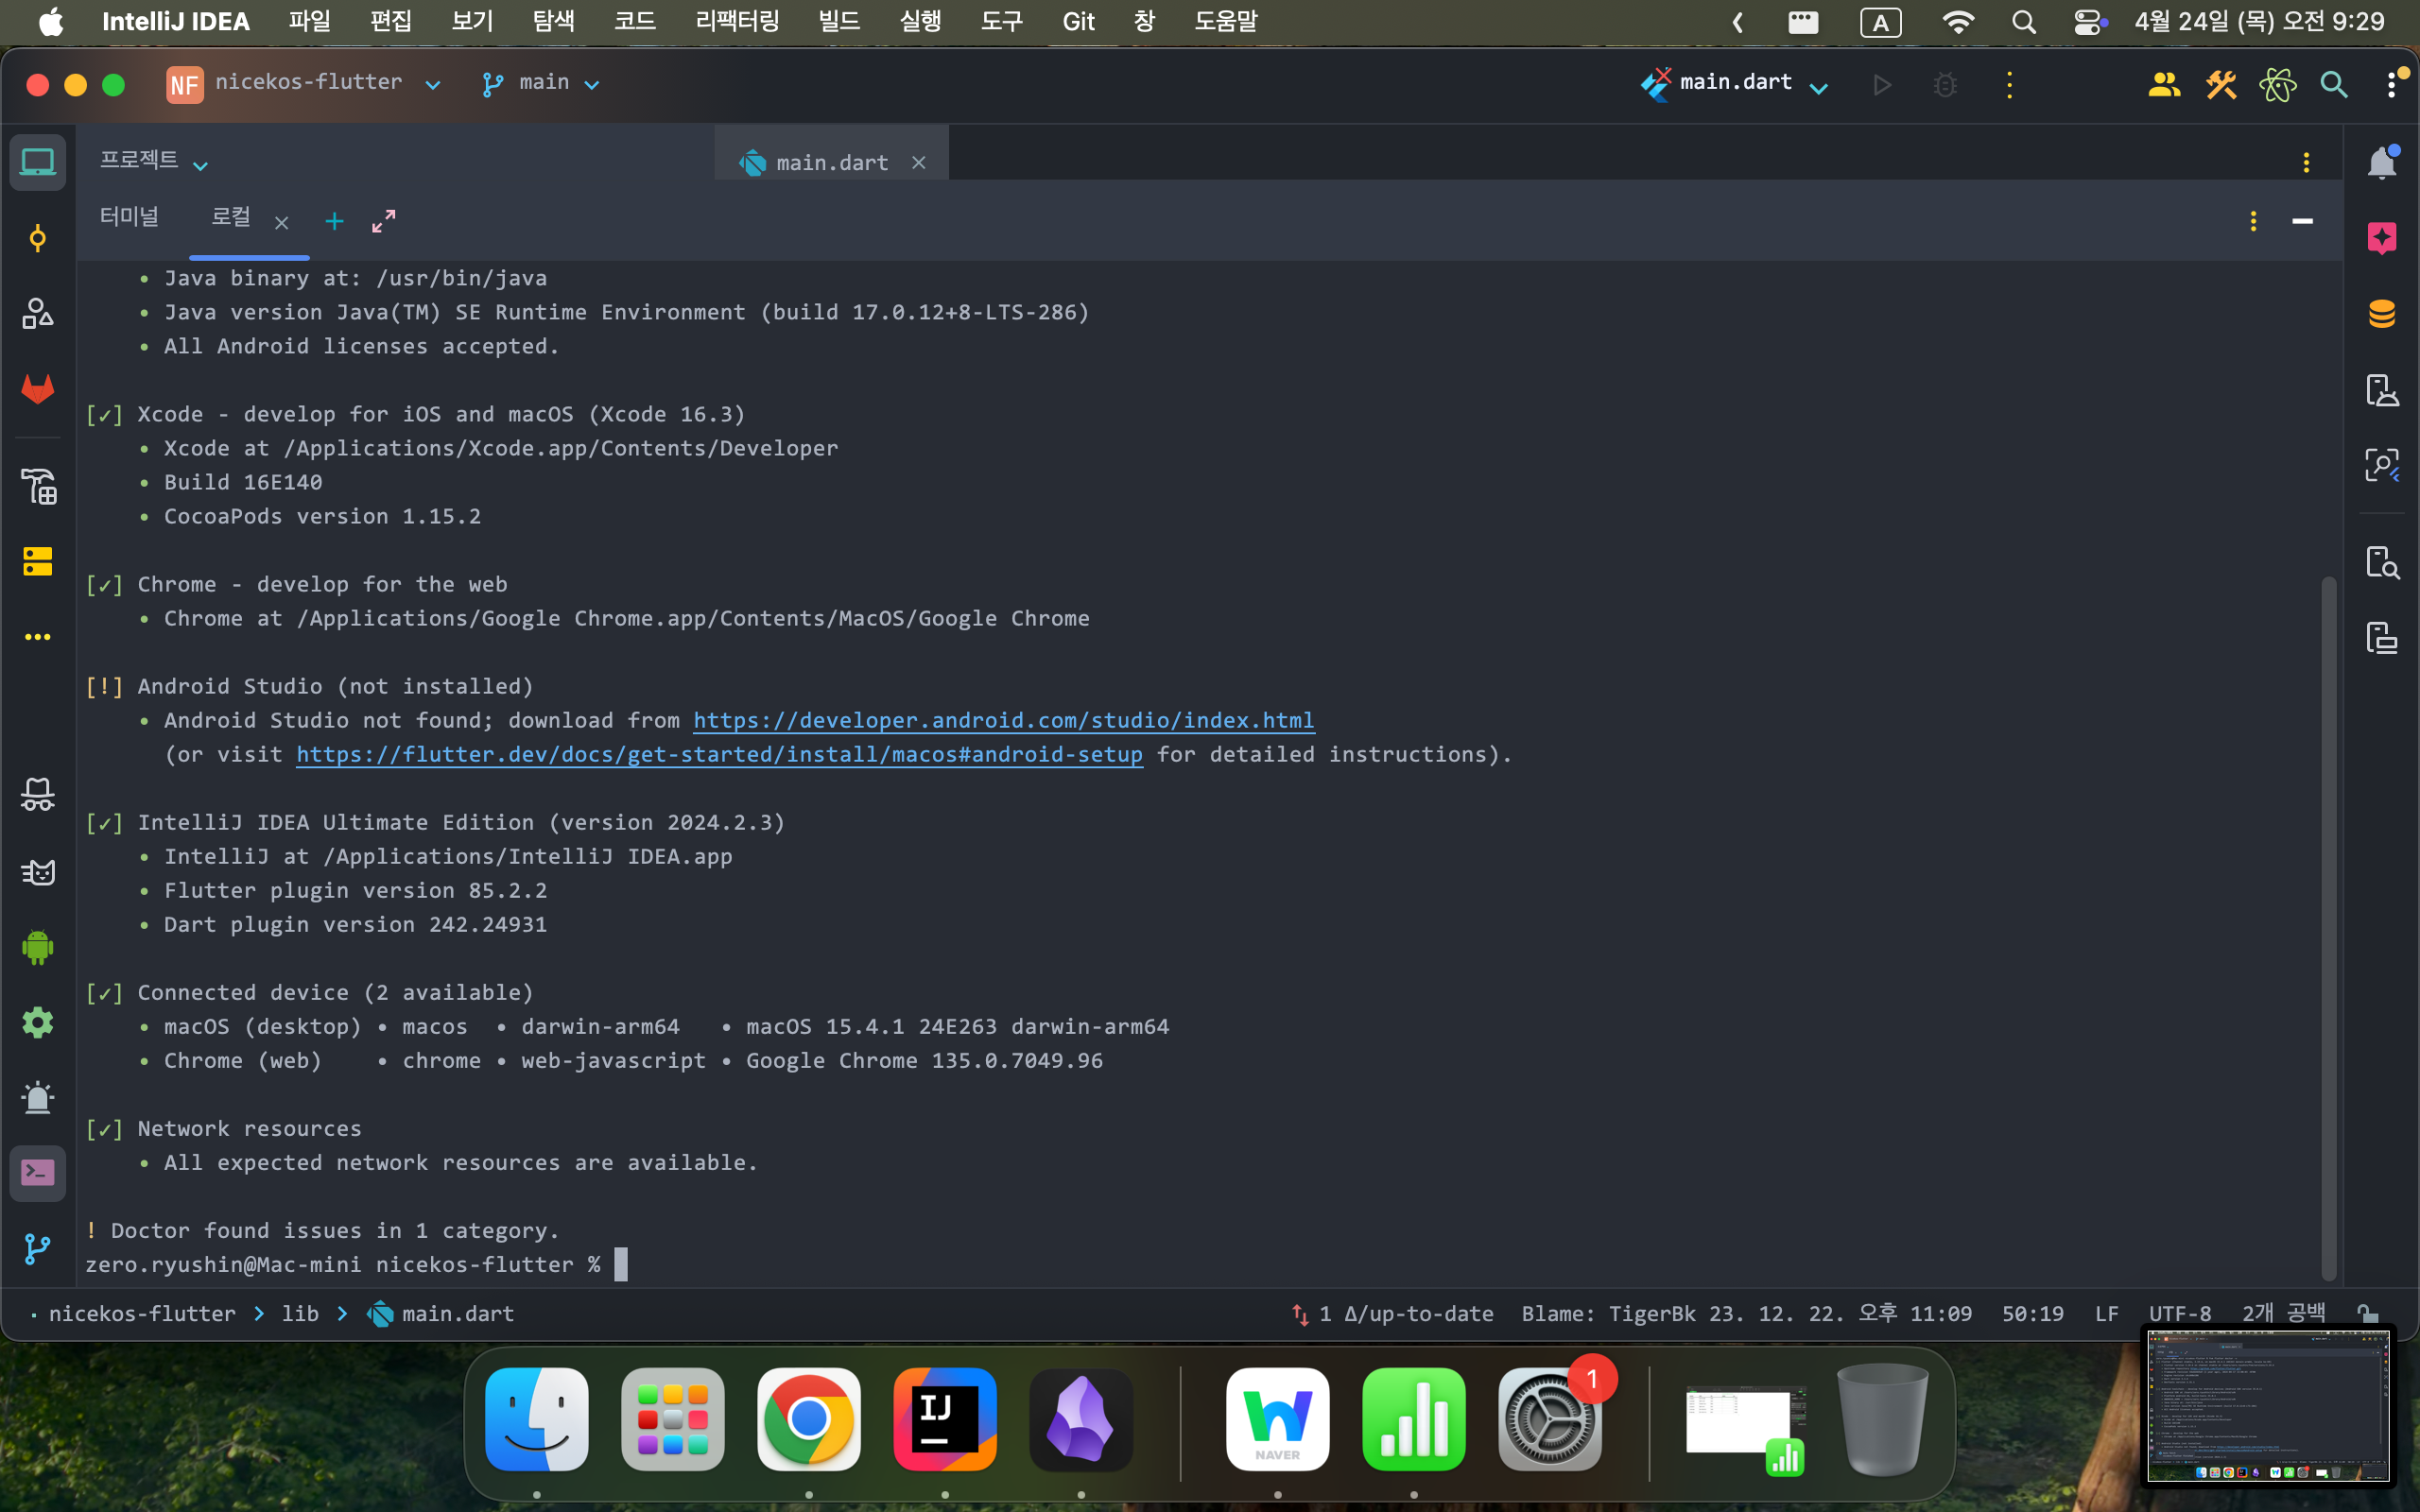 IntelliJ IDEA 파일 편집 보기 탐색 코드 리팩터링 빌드 실행 도구 Git 창 도움말 A 4월 24일 (목) 오전 9:29
NF nicekos-flutter main main.dart
프로젝트 main.dart
터미널 로컬
• Java binary at: /usr/bin/java
• Java version Java(TM) SE Runtime Environment (build 17.0.12+8-LTS-286)
• All Android licenses accepted.
[✓] Xcode - develop for iOS and macOS (Xcode 16.3)
• Xcode at /Applications/Xcode.app/Contents/Developer
• Build 16E140
• CocoaPods version 1.15.2
[✓] Chrome - develop for the web
• Chrome at /Applications/Google Chrome.app/Contents/MacOS/Google Chrome
[!] Android Studio (not installed)
• Android Studio not found; download from https://developer.android.com/studio/index.html
(or visit https://flutter.dev/docs/get-started/install/macos#android-setup for detailed instructions).
[✓] IntelliJ IDEA Ultimate Edition (version 2024.2.3)
• IntelliJ at /Applications/IntelliJ IDEA.app
• Flutter plugin version 85.2.2
• Dart plugin version 242.24931
[✓] Connected device (2 available)
• macOS (desktop) • macos • darwin-arm64 • macOS 15.4.1 24E263 darwin-arm64
• Chrome (web) • chrome • web-javascript • Google Chrome 135.0.7049.96
[✓] Network resources
• All expected network resources are available.
! Doctor found issues in 1 category.
zero.ryushin@Mac-mini nicekos-flutter %
nicekos-flutter > lib > main.dart 1 Δ/up-to-date Blame: TigerBk 23. 12. 22. 오후 11:09 50:19 LF UTF-8 2개 공백
IJ NAVER 1